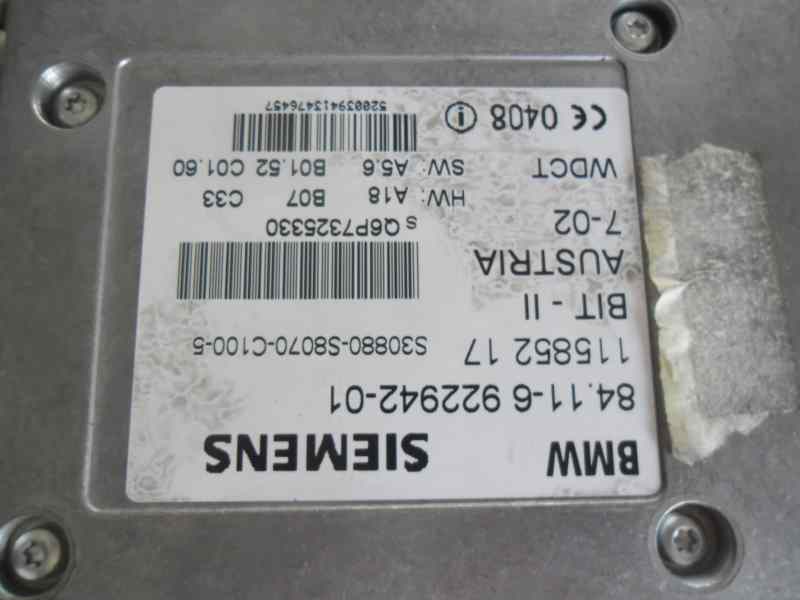 BMW SIEMENS
84.11-6 922942-01
115852 17 S30880-S8070-C100-5
BIT - II
AUSTRIA
7-02 s Q6P7325330
HW: A18 B07 C33
WDCT SW: A5.6 B01.52 C01.60
CE 0408 i
520039413476457